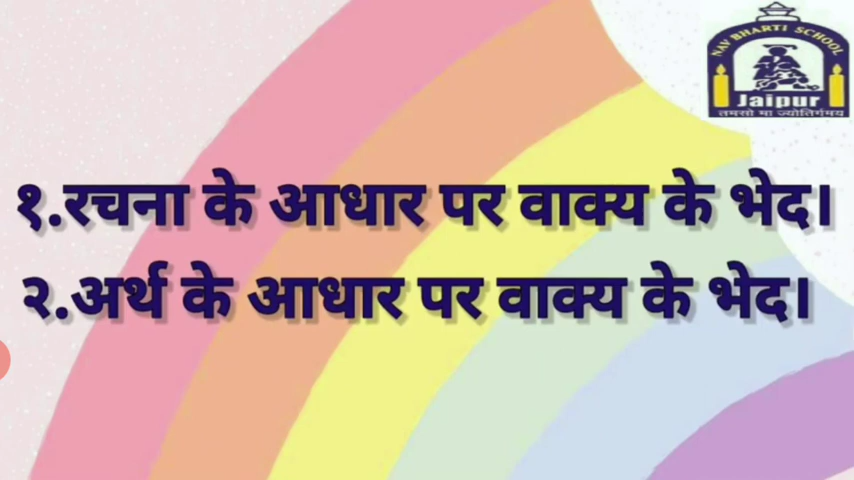 NAV BHARTI SCHOOL
Jaipur
तमसो मा ज्योतिर्गमय
१.रचना के आधार पर वाक्य के भेद।
२.अर्थ के आधार पर वाक्य के भेद।